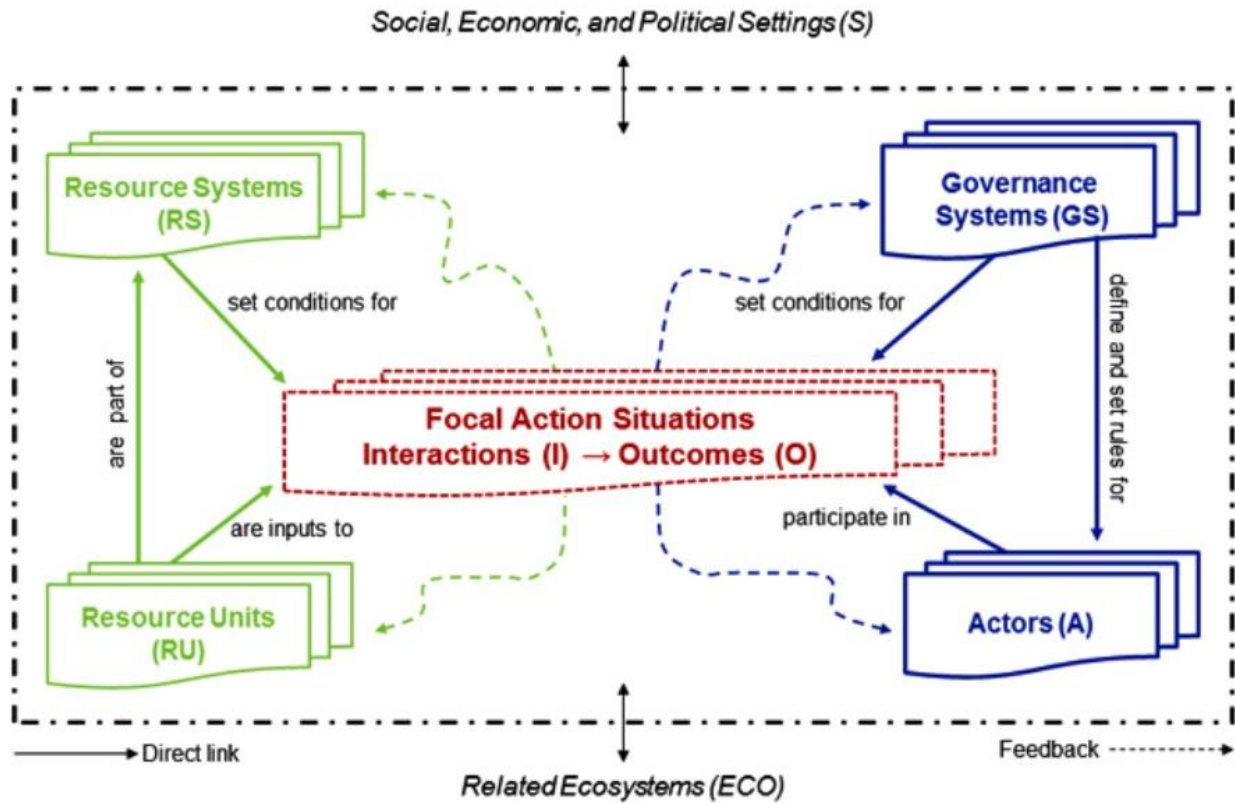 Social, Economic, and Political Settings (S)
Resource Systems
(RS)
Governance
Systems (GS)
set conditions for
set conditions for
are part of
define and set rules for
Focal Action Situations
Interactions (I) → Outcomes (O)
are inputs to
participate in
Resource Units
(RU)
Actors (A)
Direct link
Feedback
Related Ecosystems (ECO)